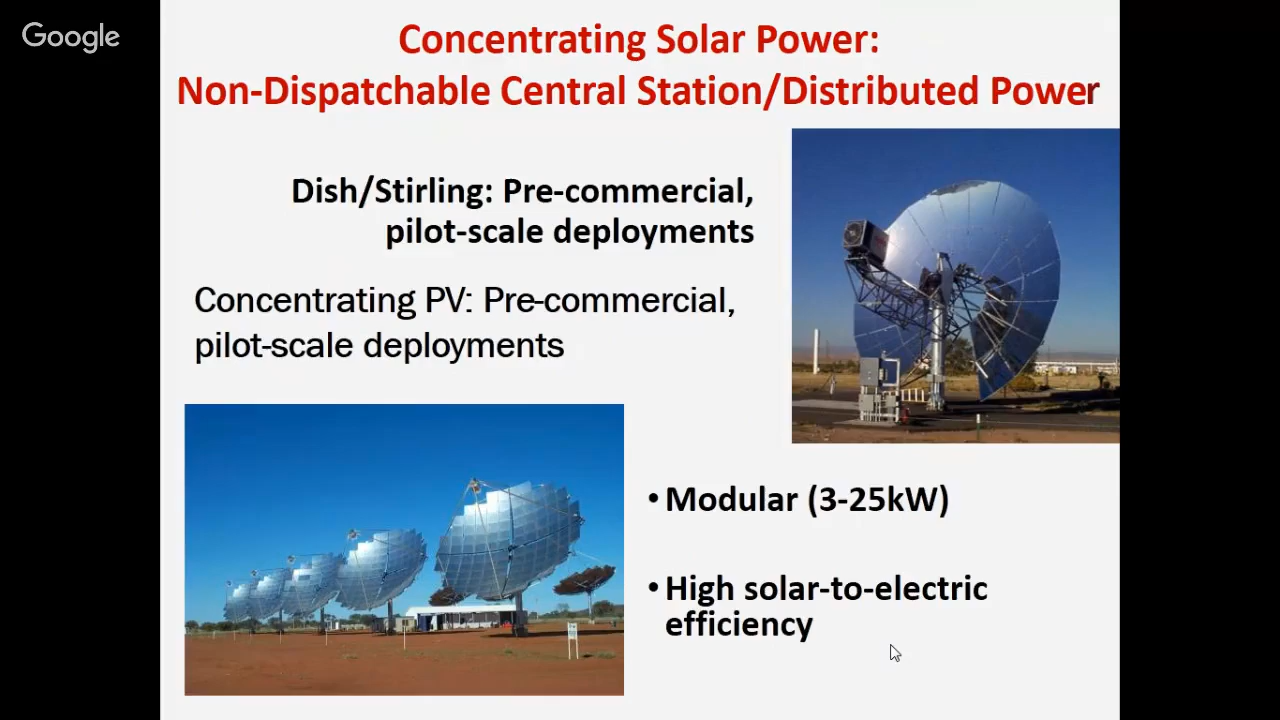 Google
Concentrating Solar Power:
Non-Dispatchable Central Station/Distributed Power
Dish/Stirling: Pre-commercial,
pilot-scale deployments
Concentrating PV: Pre-commercial,
pilot-scale deployments
• Modular (3-25kW)
• High solar-to-electric
efficiency